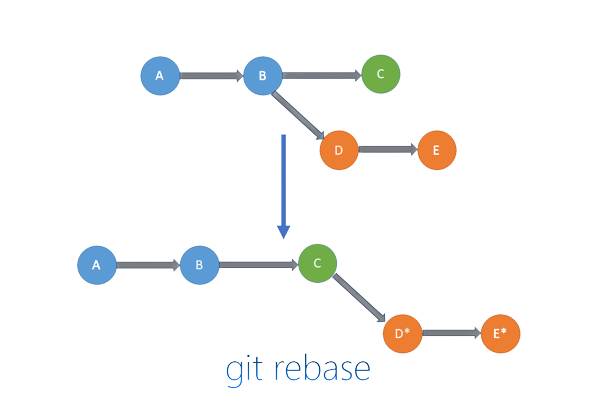 A B C
D E
A B C
D* E*
git rebase